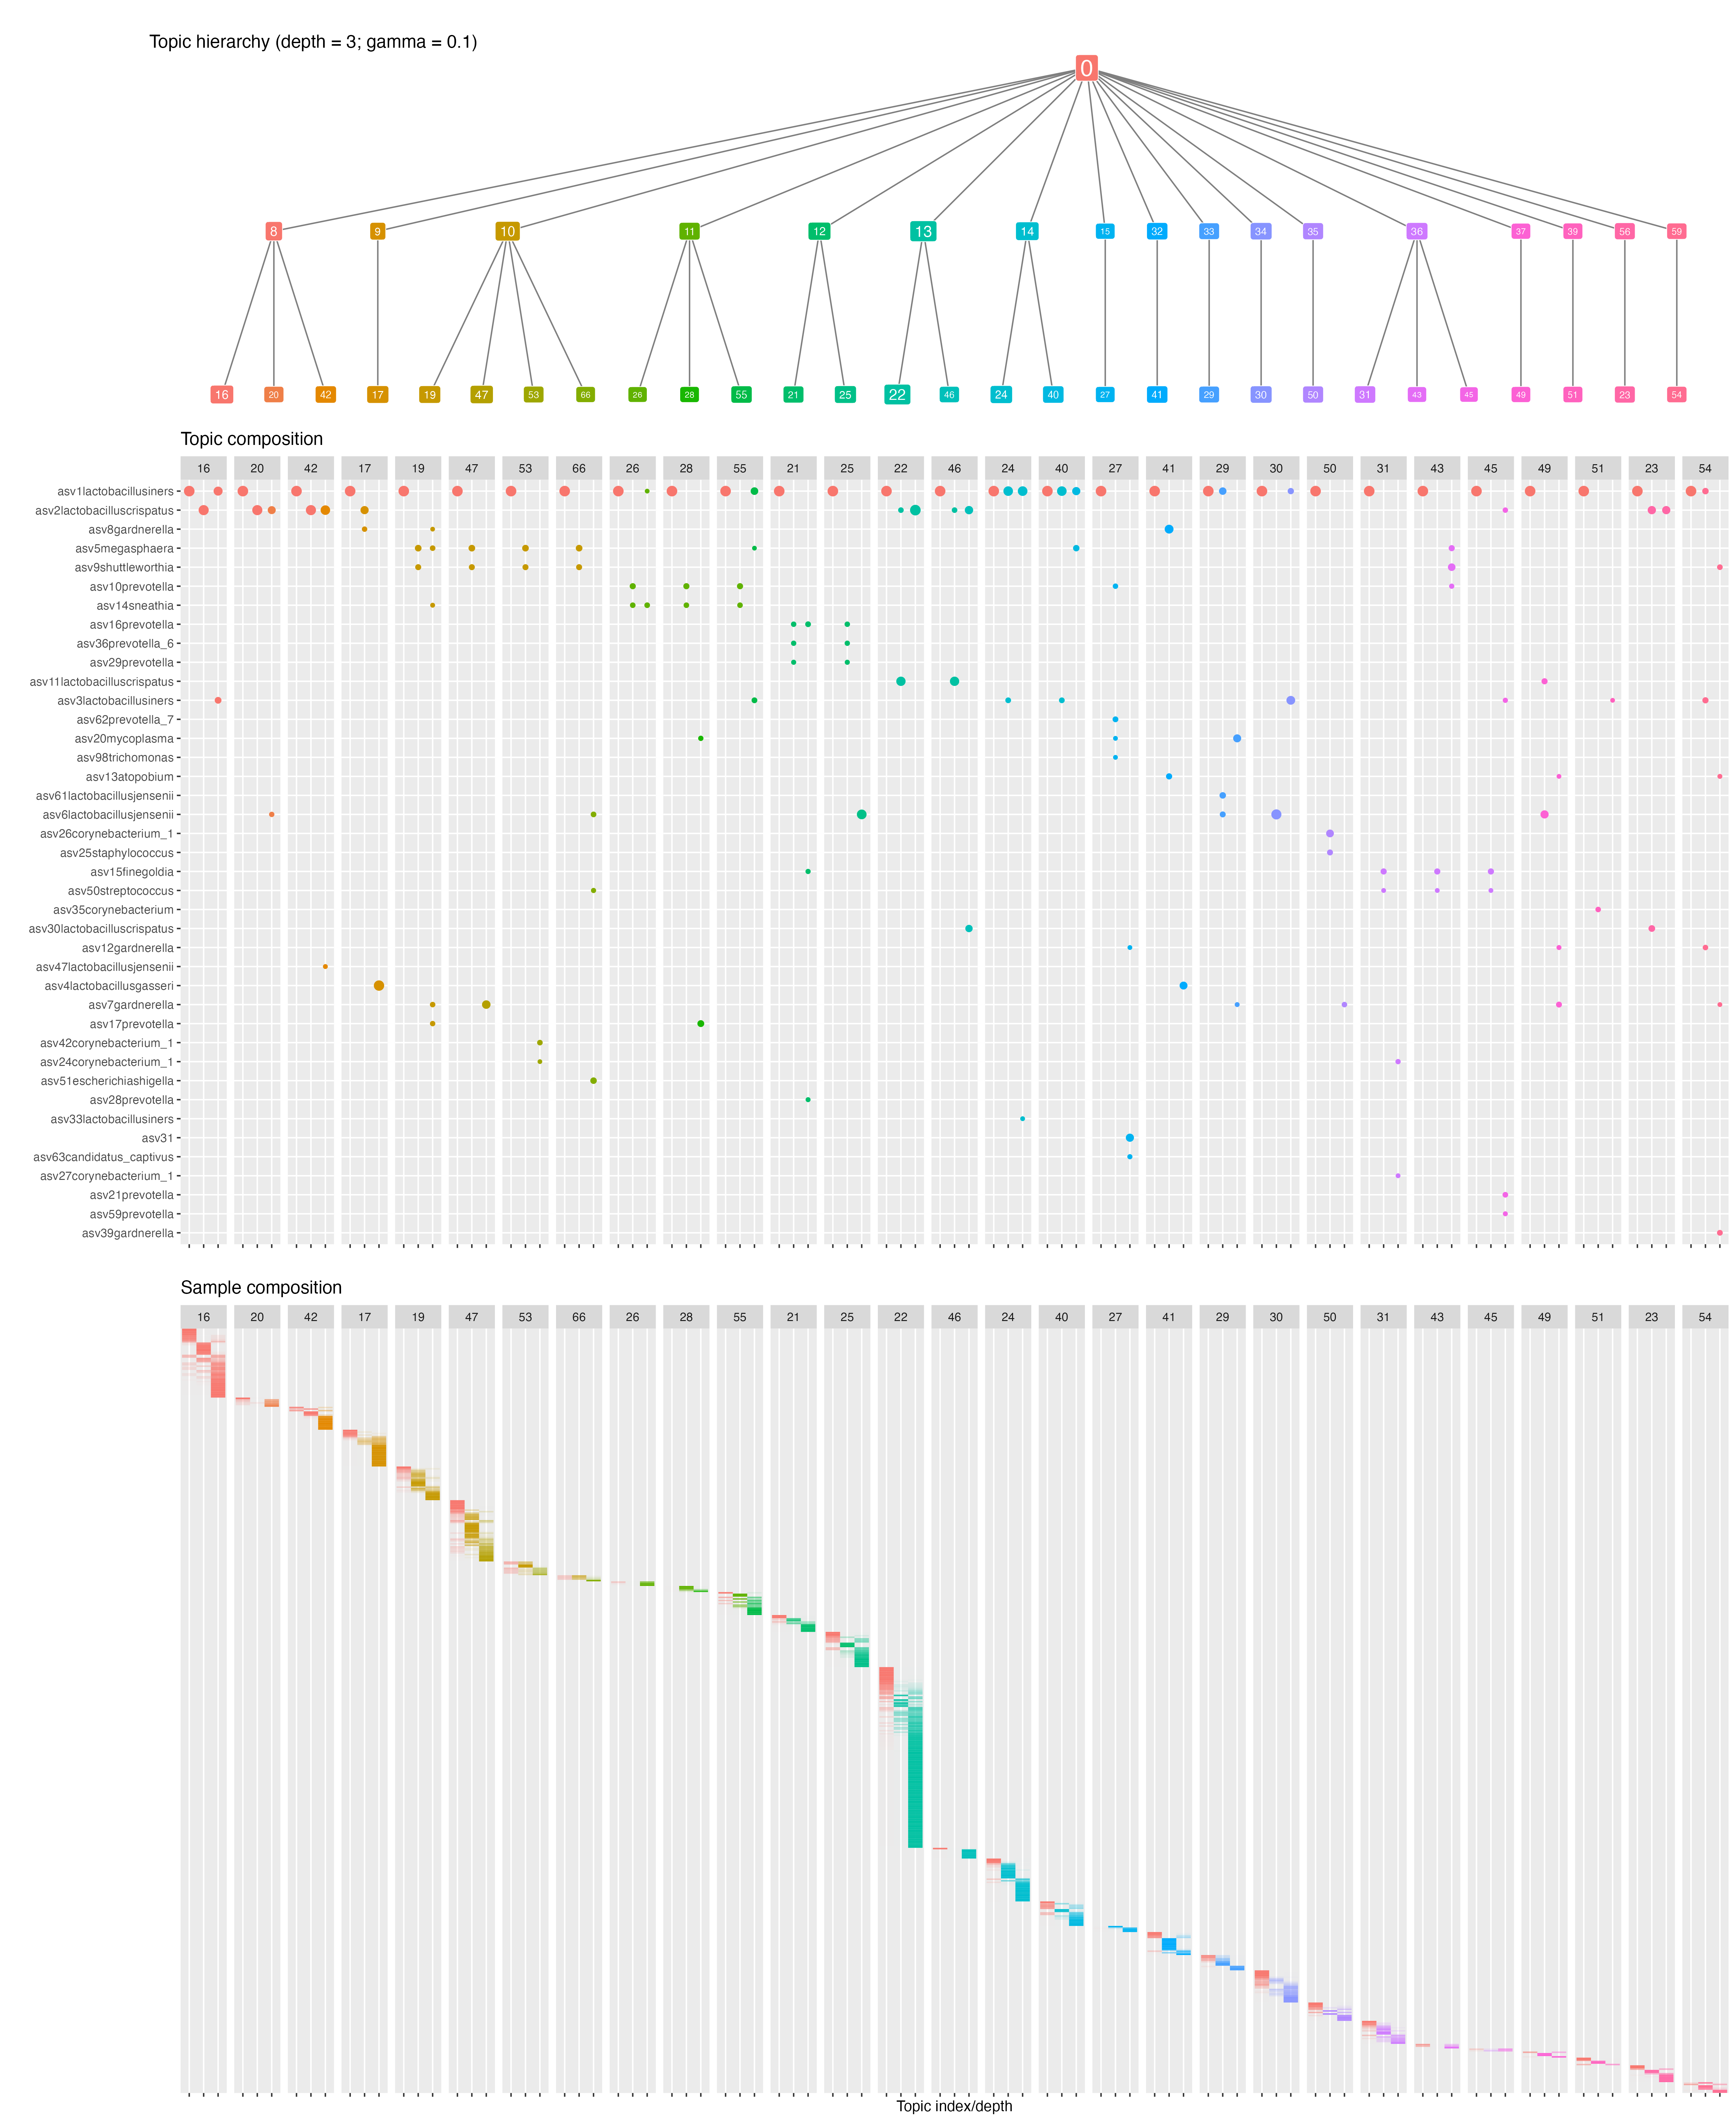 Topic hierarchy (depth = 3; gamma = 0.1)
0
8 9 10 11 12 13 14 15 32 33 34 35 36 37 39 56 59
16 20 42 17 19 47 53 66 26 28 55 21 25 22 46 24 40 27 41 29 30 50 31 43 45 49 51 23 54
Topic composition
16 20 42 17 19 47 53 66 26 28 55 21 25 22 46 24 40 27 41 29 30 50 31 43 45 49 51 23 54
asv1lactobacillusiners
asv2lactobacilluscrispatus
asv8gardnerella
asv5megasphaera
asv9shuttleworthia
asv10prevotella
asv14sneathia
asv16prevotella
asv36prevotella_6
asv29prevotella
asv11lactobacilluscrispatus
asv3lactobacillusiners
asv62prevotella_7
asv20mycoplasma
asv98trichomonas
asv13atopobium
asv61lactobacillusjensenii
asv6lactobacillusjensenii
asv26corynebacterium_1
asv25staphylococcus
asv15finegoldia
asv50streptococcus
asv35corynebacterium
asv30lactobacilluscrispatus
asv12gardnerella
asv47lactobacillusjensenii
asv4lactobacillusgasseri
asv7gardnerella
asv17prevotella
asv42corynebacterium_1
asv24corynebacterium_1
asv51escherichiashigella
asv28prevotella
asv33lactobacillusiners
asv31
asv63candidatus_captivus
asv27corynebacterium_1
asv21prevotella
asv59prevotella
asv39gardnerella
Sample composition
16 20 42 17 19 47 53 66 26 28 55 21 25 22 46 24 40 27 41 29 30 50 31 43 45 49 51 23 54
Topic index/depth